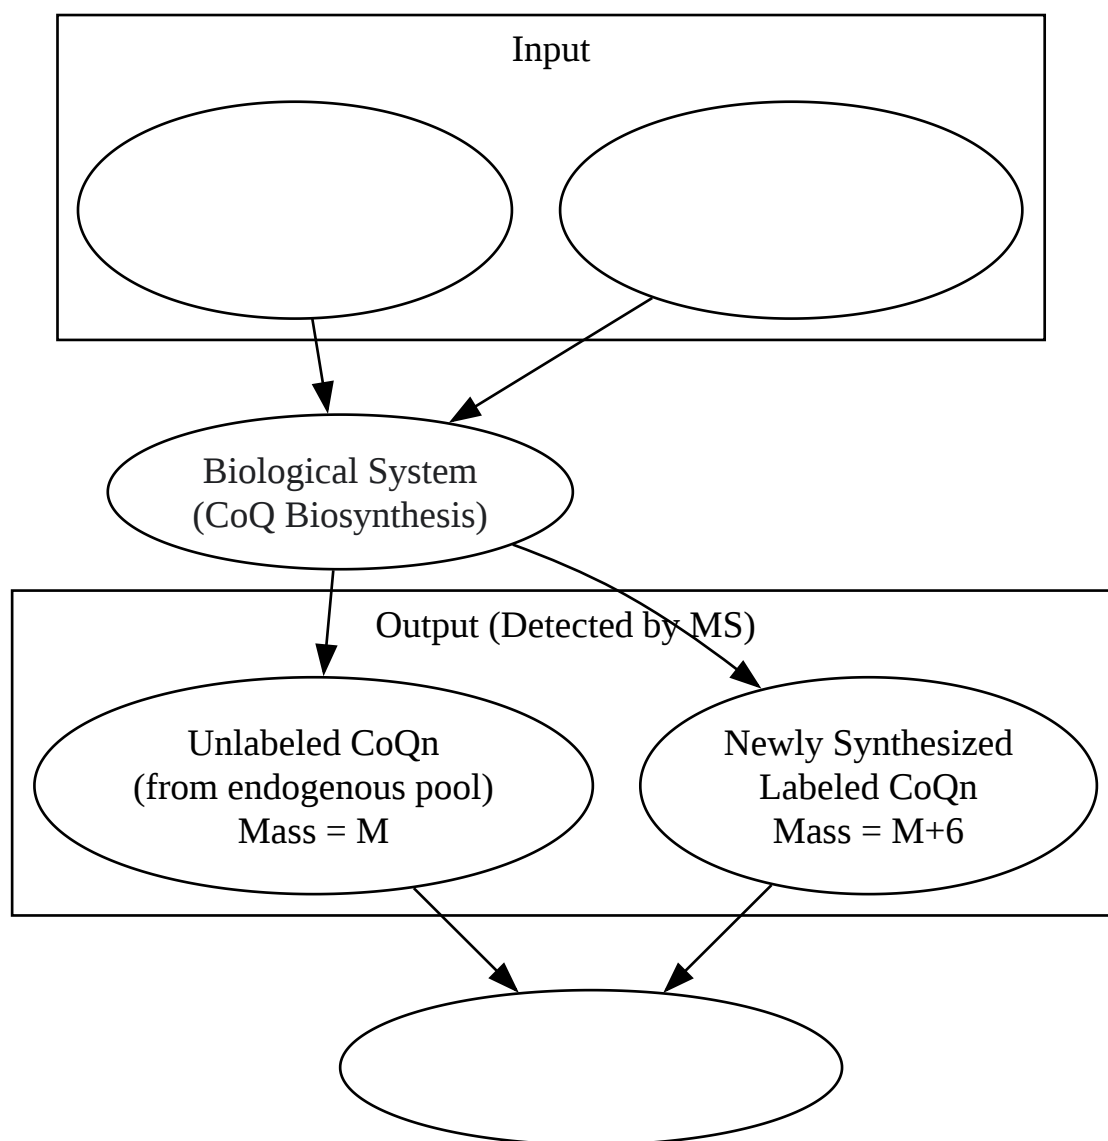 Input
Biological System
(CoQ Biosynthesis)
Output (Detected by MS)
Unlabeled CoQn
(from endogenous pool)
Mass = M
Newly Synthesized
Labeled CoQn
Mass = M+6